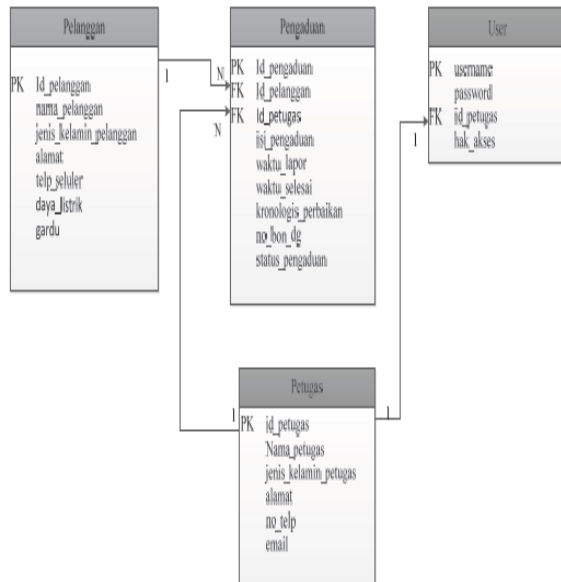 Pelanggan
PK Id_pelanggan
nama_pelanggan
jenis_kelamin_pelanggan
alamat
telp_seluler
daya_listrik
gardu
1
N
N
Pengaduan
PK Id_pengaduan
FK Id_pelanggan
FK Id_petugas
isi_pengaduan
waktu_lapor
waktu_selesai
kronologis_perbaikan
no_bon_dg
status_pengaduan
User
PK username
password
FK id_petugas
hak_akses
1
1
1
Petugas
PK id_petugas
Nama_petugas
jenis_kelamin_petugas
alamat
no_telp
email